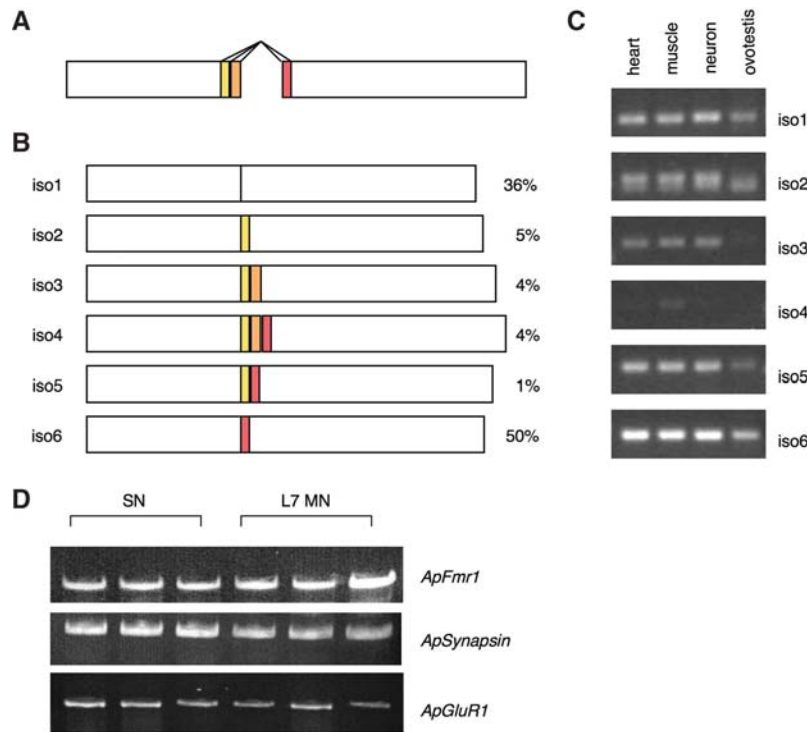 A
B
iso1 36%
iso2 5%
iso3 4%
iso4 4%
iso5 1%
iso6 50%
C
heart muscle neuron ovotestis
iso1
iso2
iso3
iso4
iso5
iso6
D
SN L7 MN
ApFmr1
ApSynapsin
ApGluR1